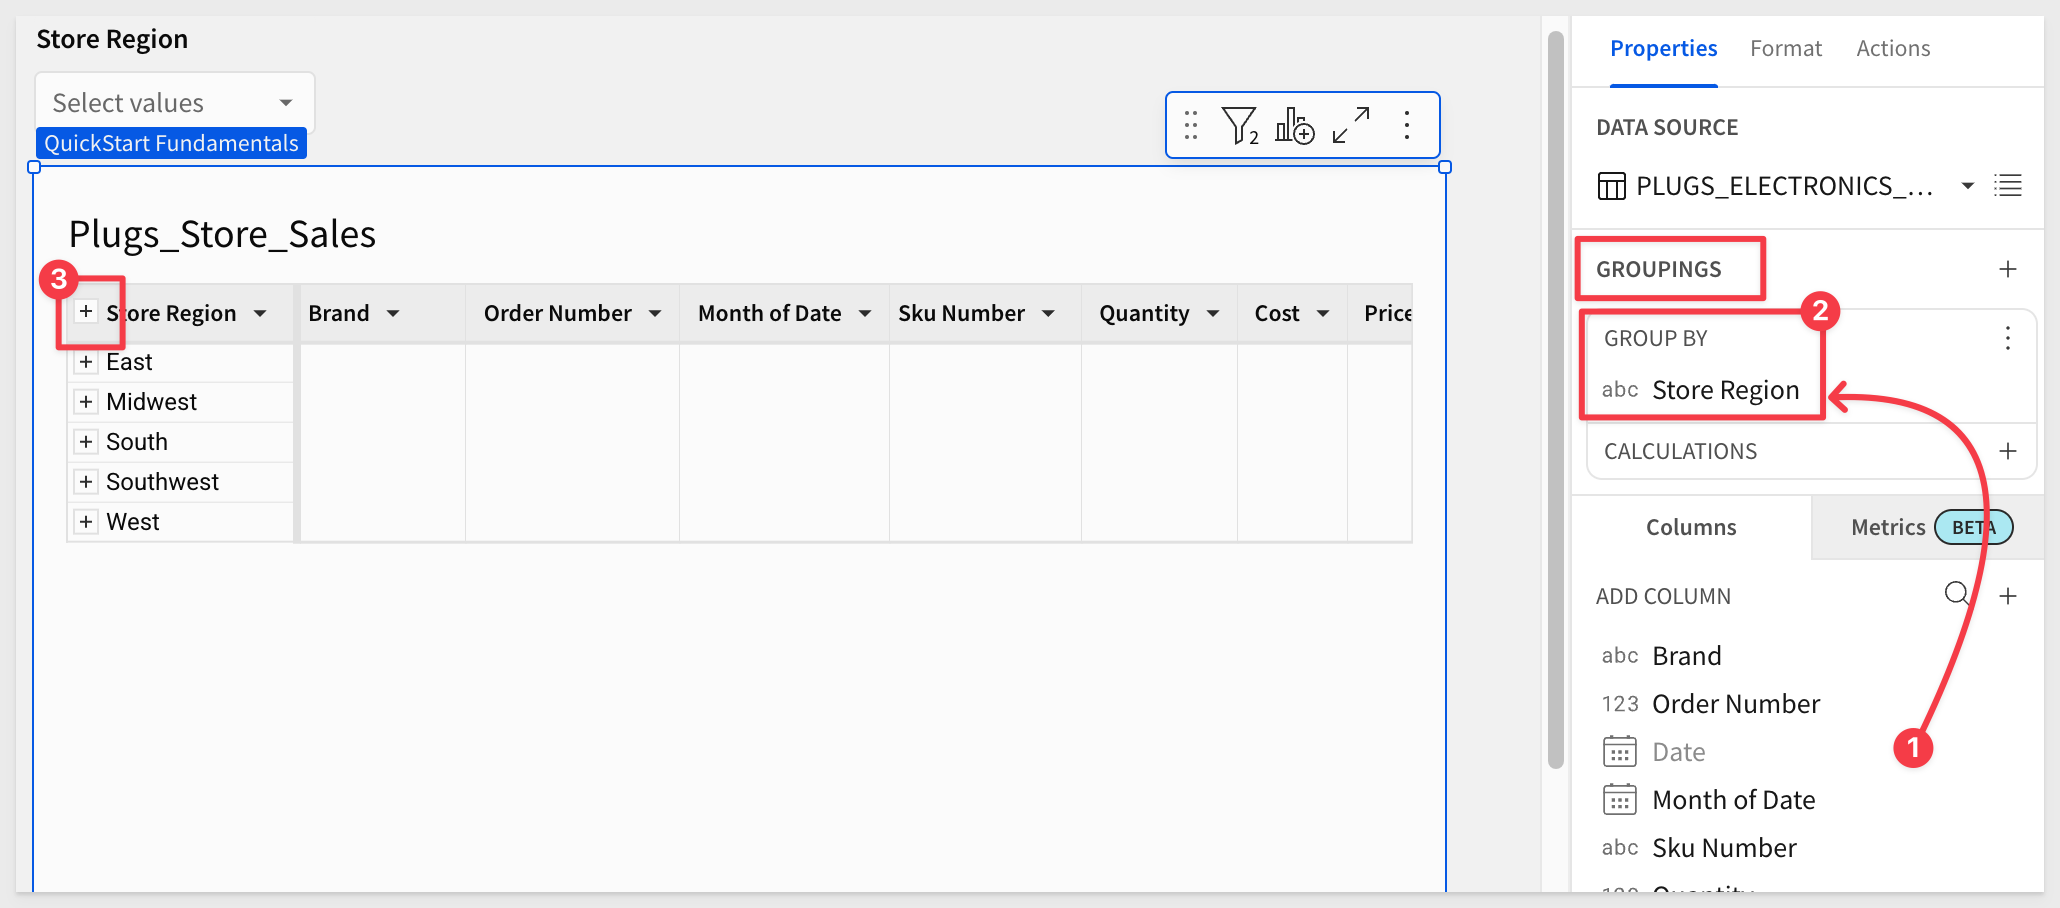 Store Region
Select values
QuickStart Fundamentals
2
Plugs_Store_Sales
3
Store Region Brand Order Number Month of Date Sku Number Quantity Cost Price
East
Midwest
South
Southwest
West
Properties Format Actions
DATA SOURCE
PLUGS_ELECTRONICS_...
GROUPINGS
2
GROUP BY
abc Store Region
CALCULATIONS
Columns Metrics BETA
ADD COLUMN
abc Brand
123 Order Number
Date
1
Month of Date
abc Sku Number
123 Quantity